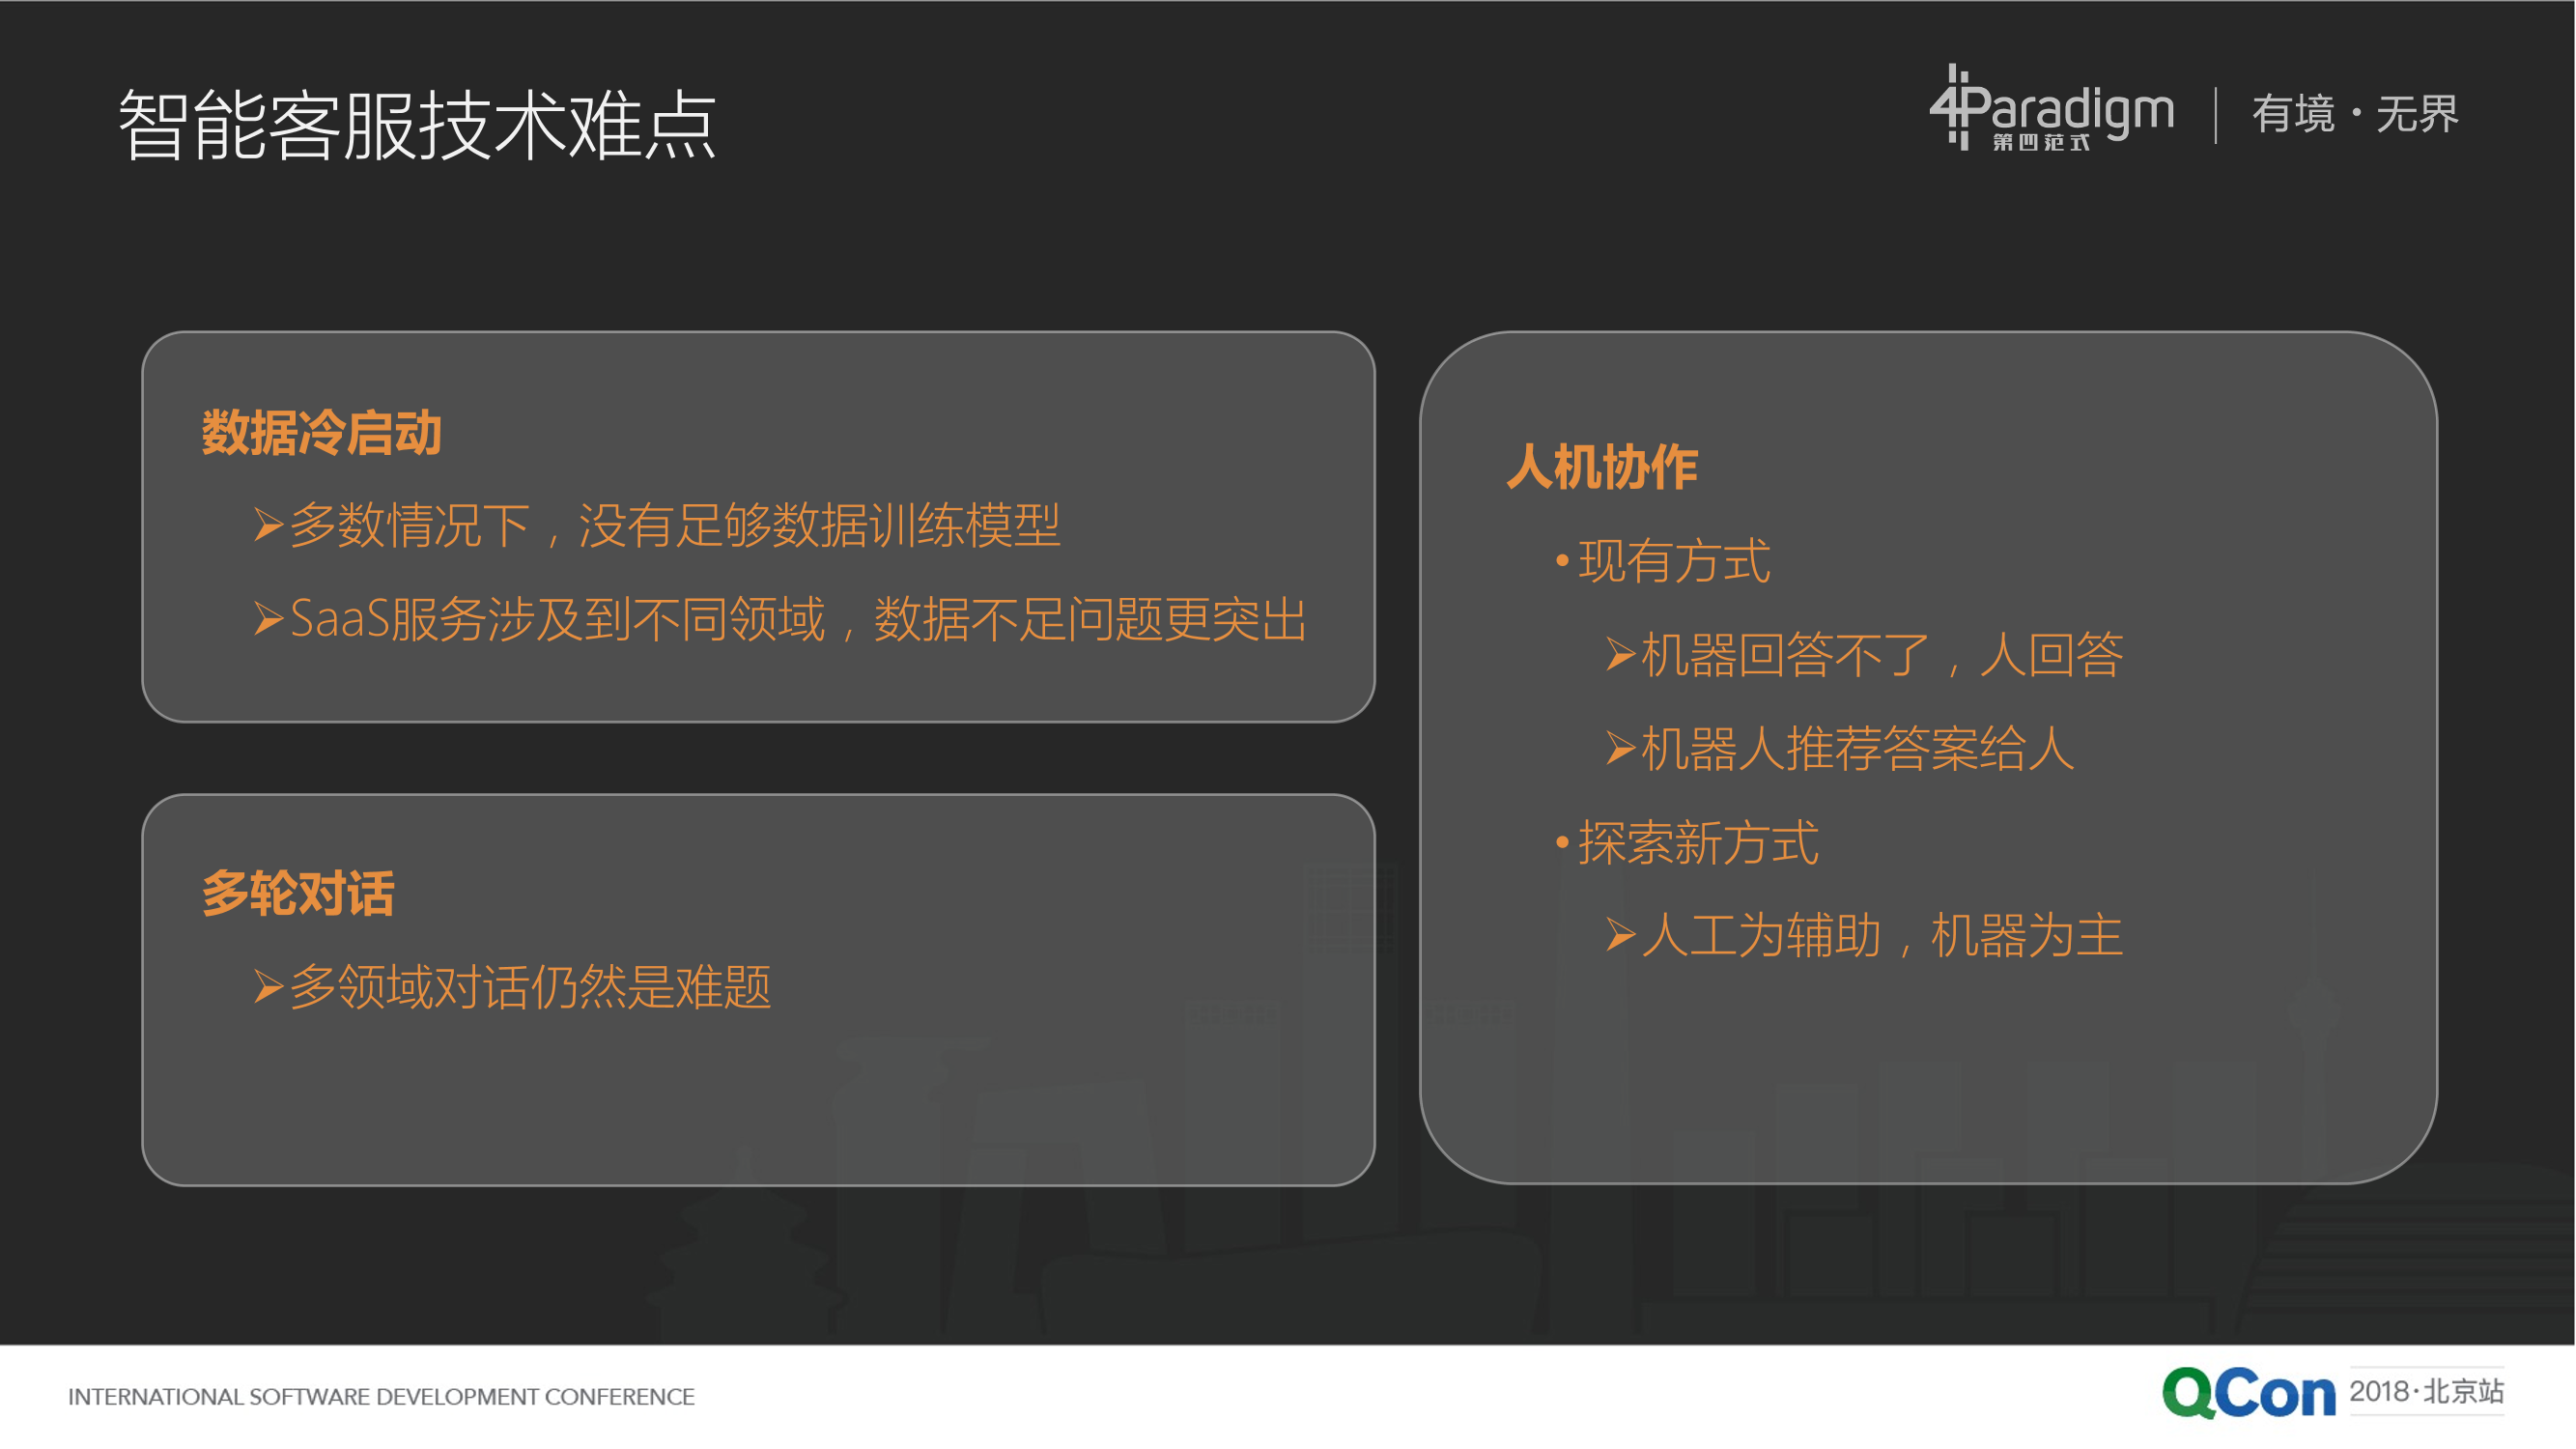 智能客服技术难点
4Paradigm
第四范式
有境·无界
数据冷启动
➢多数情况下，没有足够数据训练模型
➢SaaS服务涉及到不同领域，数据不足问题更突出
多轮对话
➢多领域对话仍然是难题
人机协作
•现有方式
➢机器回答不了，人回答
➢机器人推荐答案给人
•探索新方式
➢人工为辅助，机器为主
INTERNATIONAL SOFTWARE DEVELOPMENT CONFERENCE
QCon 2018·北京站